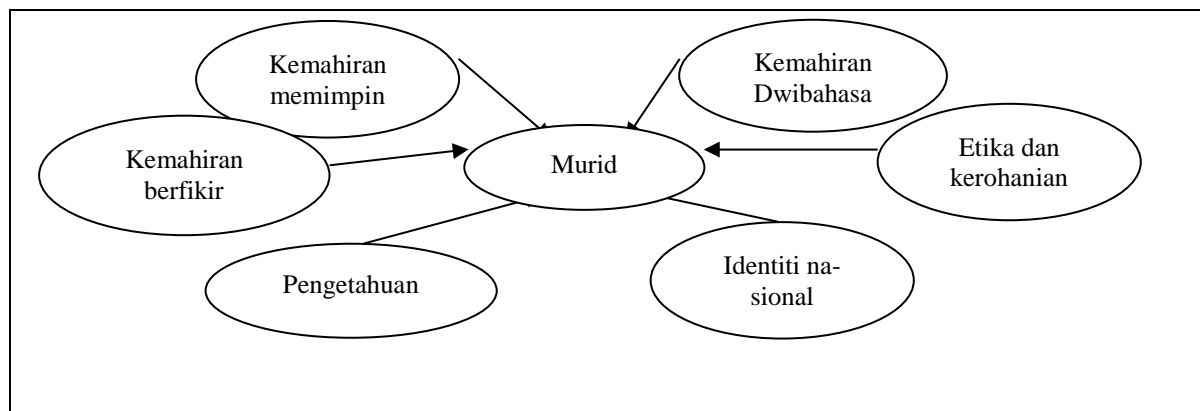 Kemahiran
memimpin
Kemahiran
Dwibahasa
Kemahiran
berfikir
Murid
Etika dan
kerohanian
Pengetahuan
Identiti na-
sional